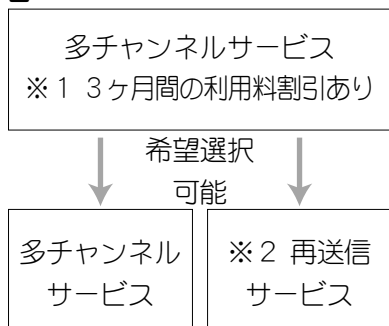 多チャンネルサービス
※1 3ヶ月間の利用料割引あり
希望選択
可能
多チャンネル
サービス
※2 再送信
サービス